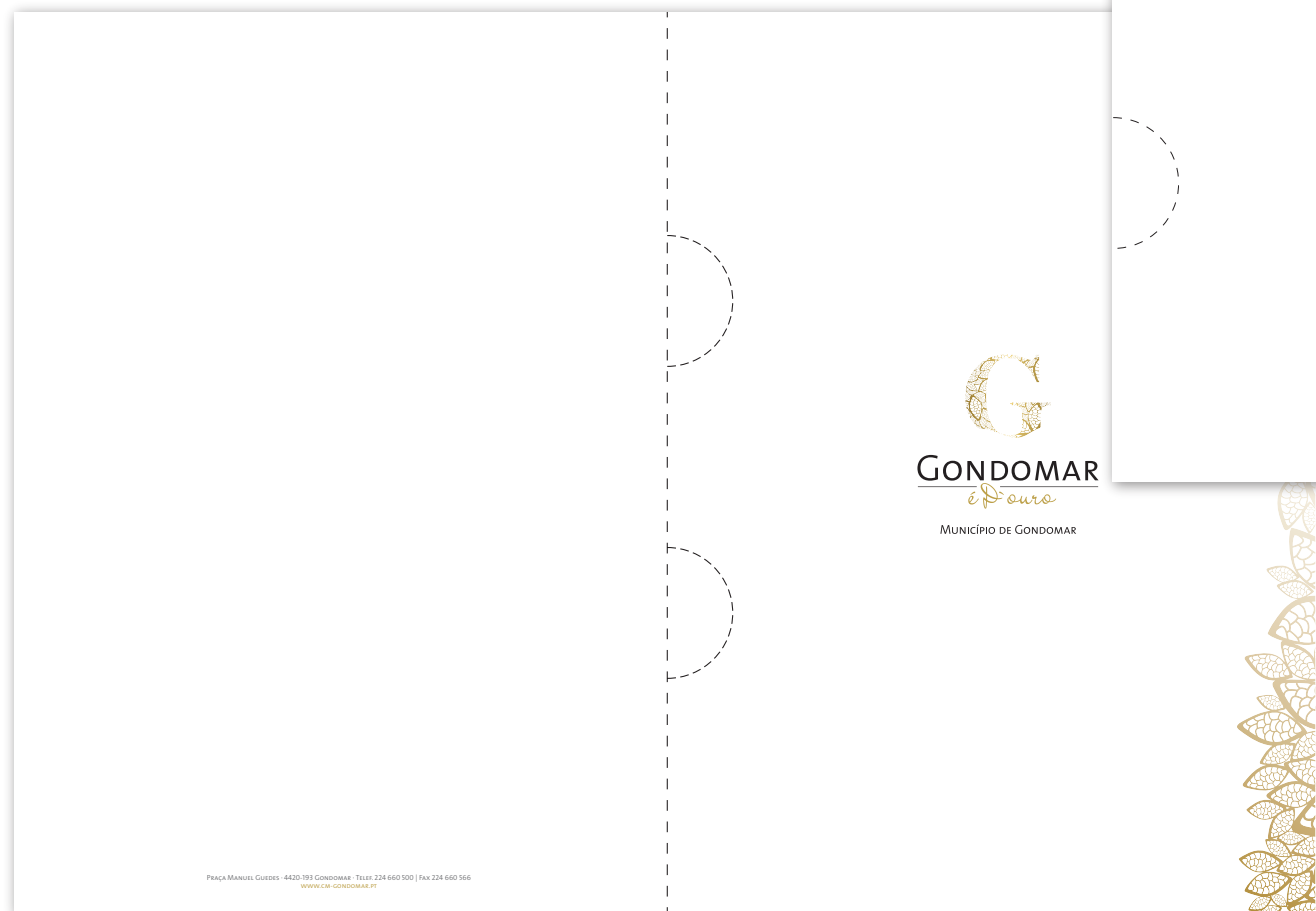 G
GONDOMAR
é D'ouro
MUNICÍPIO DE GONDOMAR
PRAÇA MANUEL GUEDES · 4420-193 GONDOMAR · TELEF. 224 660 500 | FAX 224 660 566
WWW.CM-GONDOMAR.PT